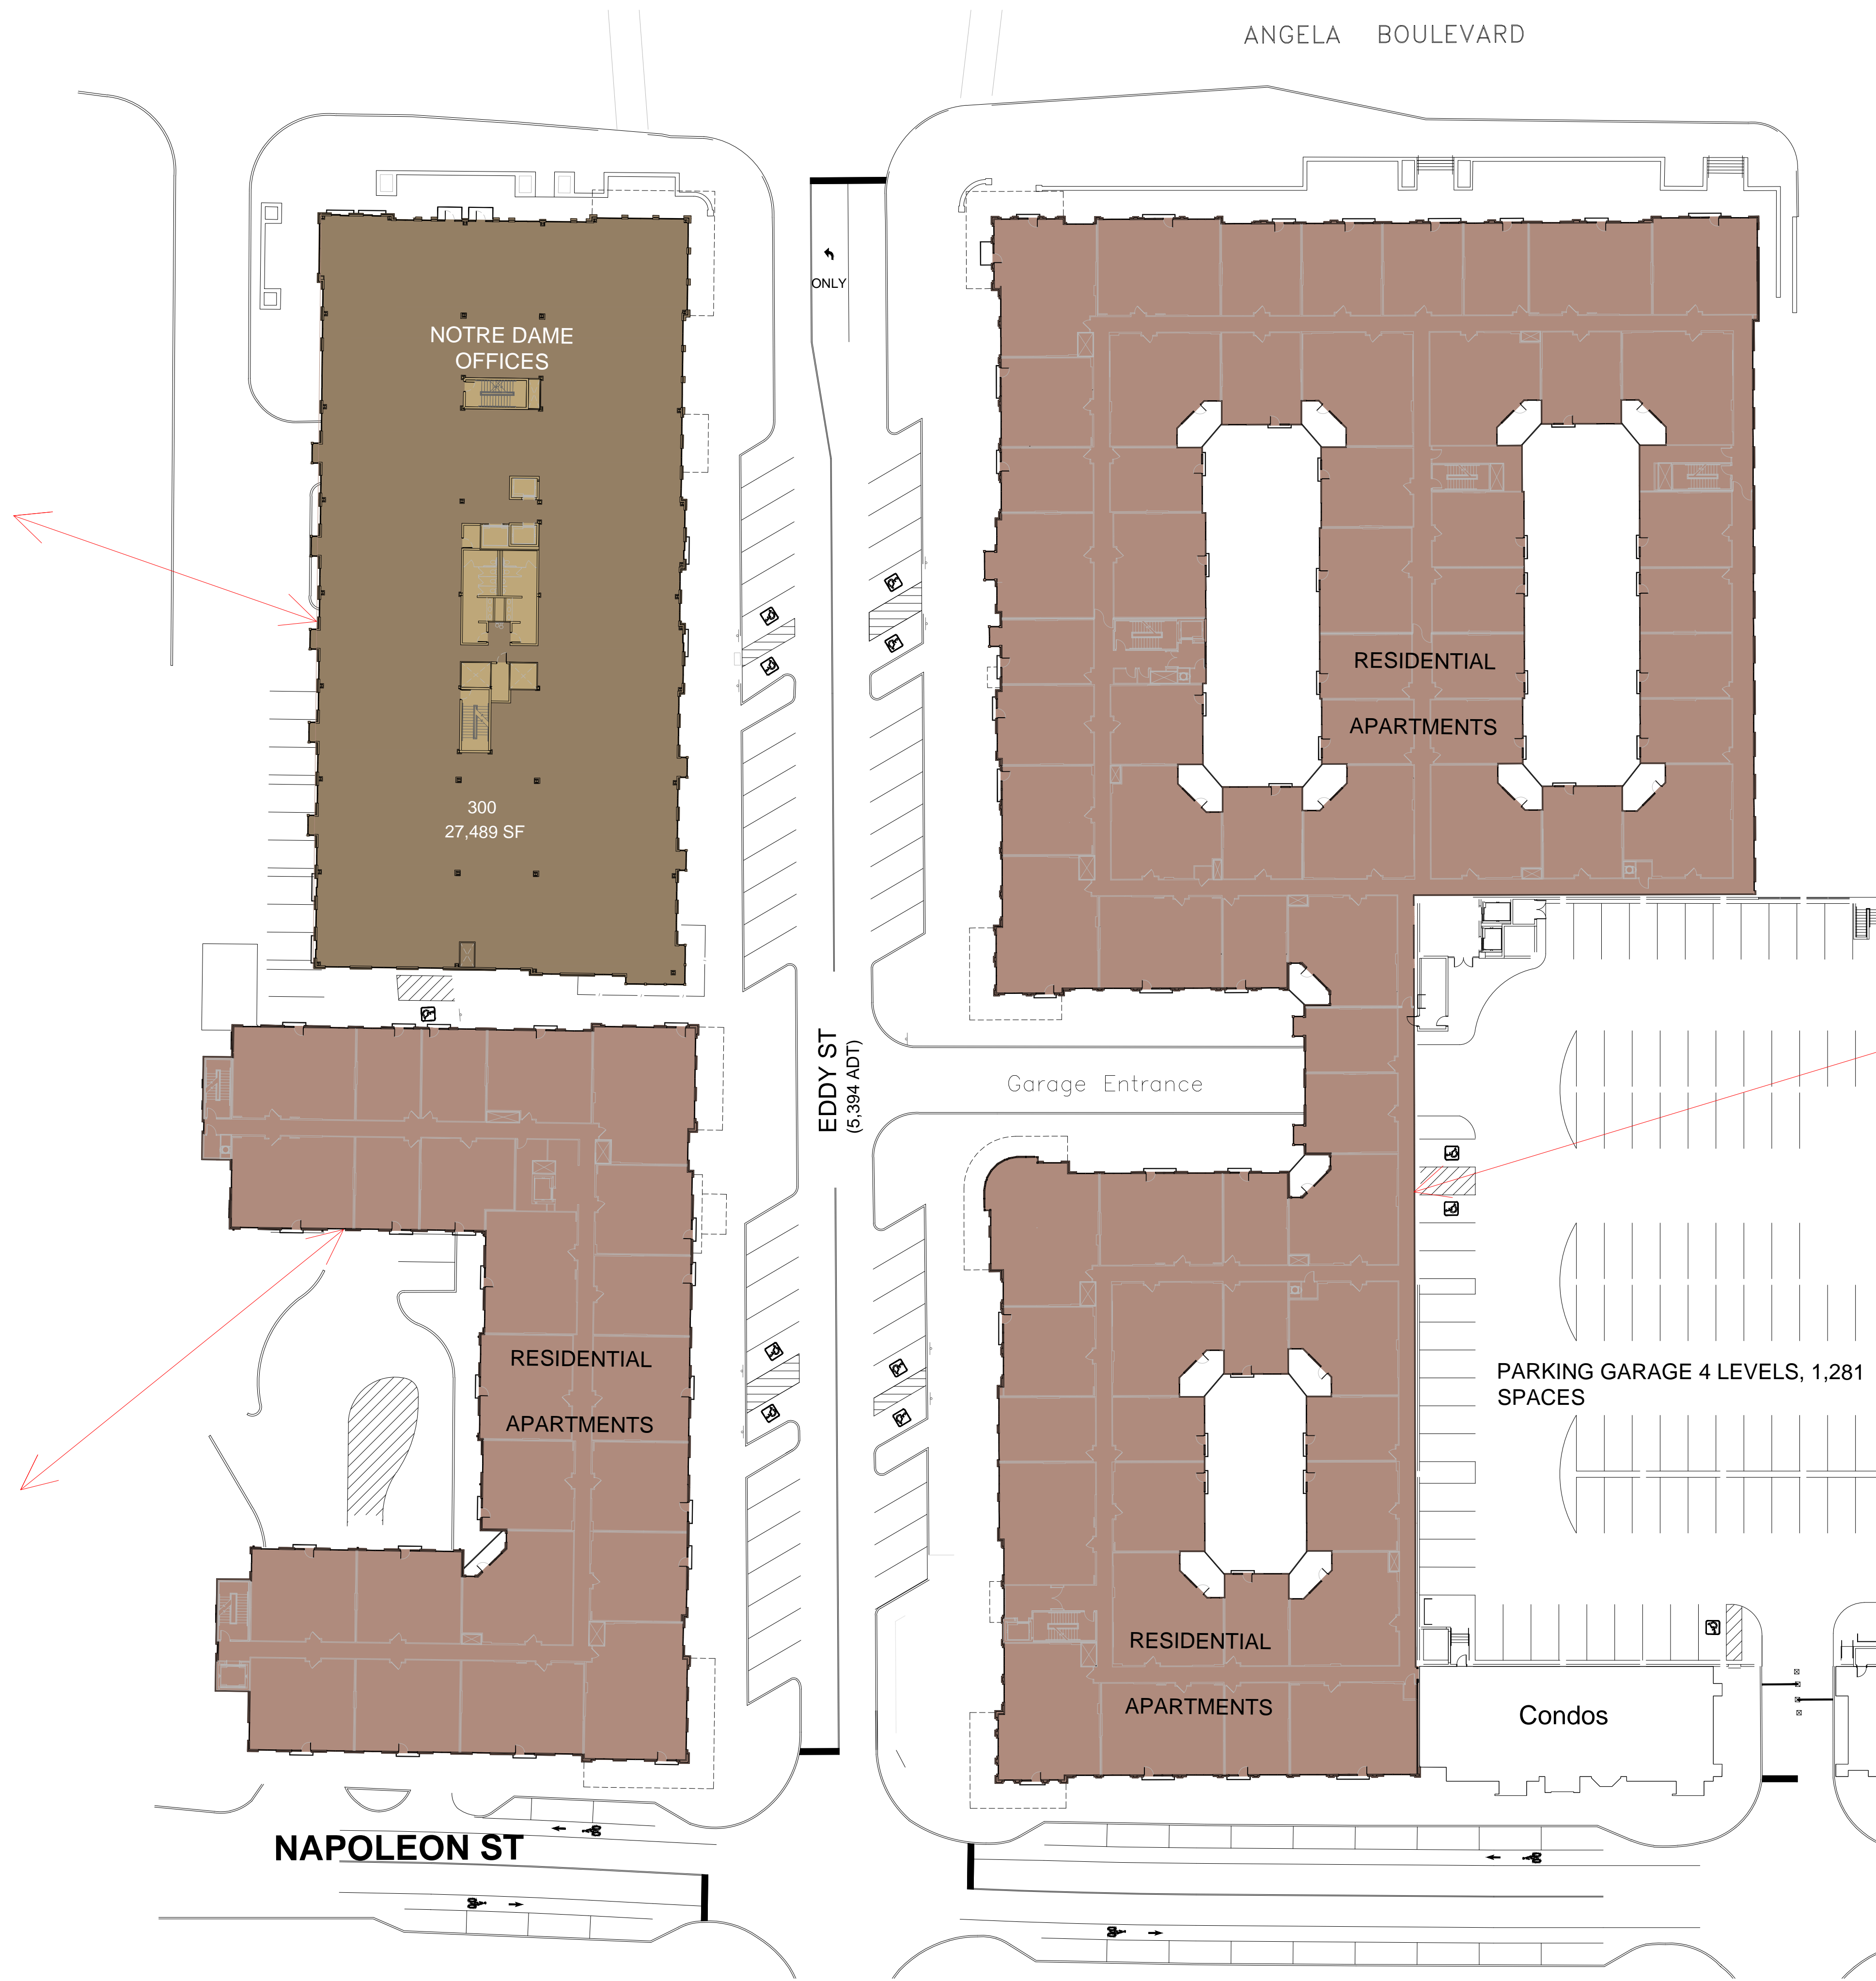 ANGELA BOULEVARD
ONLY
NOTRE DAME
OFFICES
RESIDENTIAL
APARTMENTS
300
27,489 SF
EDDY ST
(5,394 ADT)
Garage Entrance
RESIDENTIAL
APARTMENTS
PARKING GARAGE 4 LEVELS, 1,281
SPACES
RESIDENTIAL
APARTMENTS
Condos
NAPOLEON ST